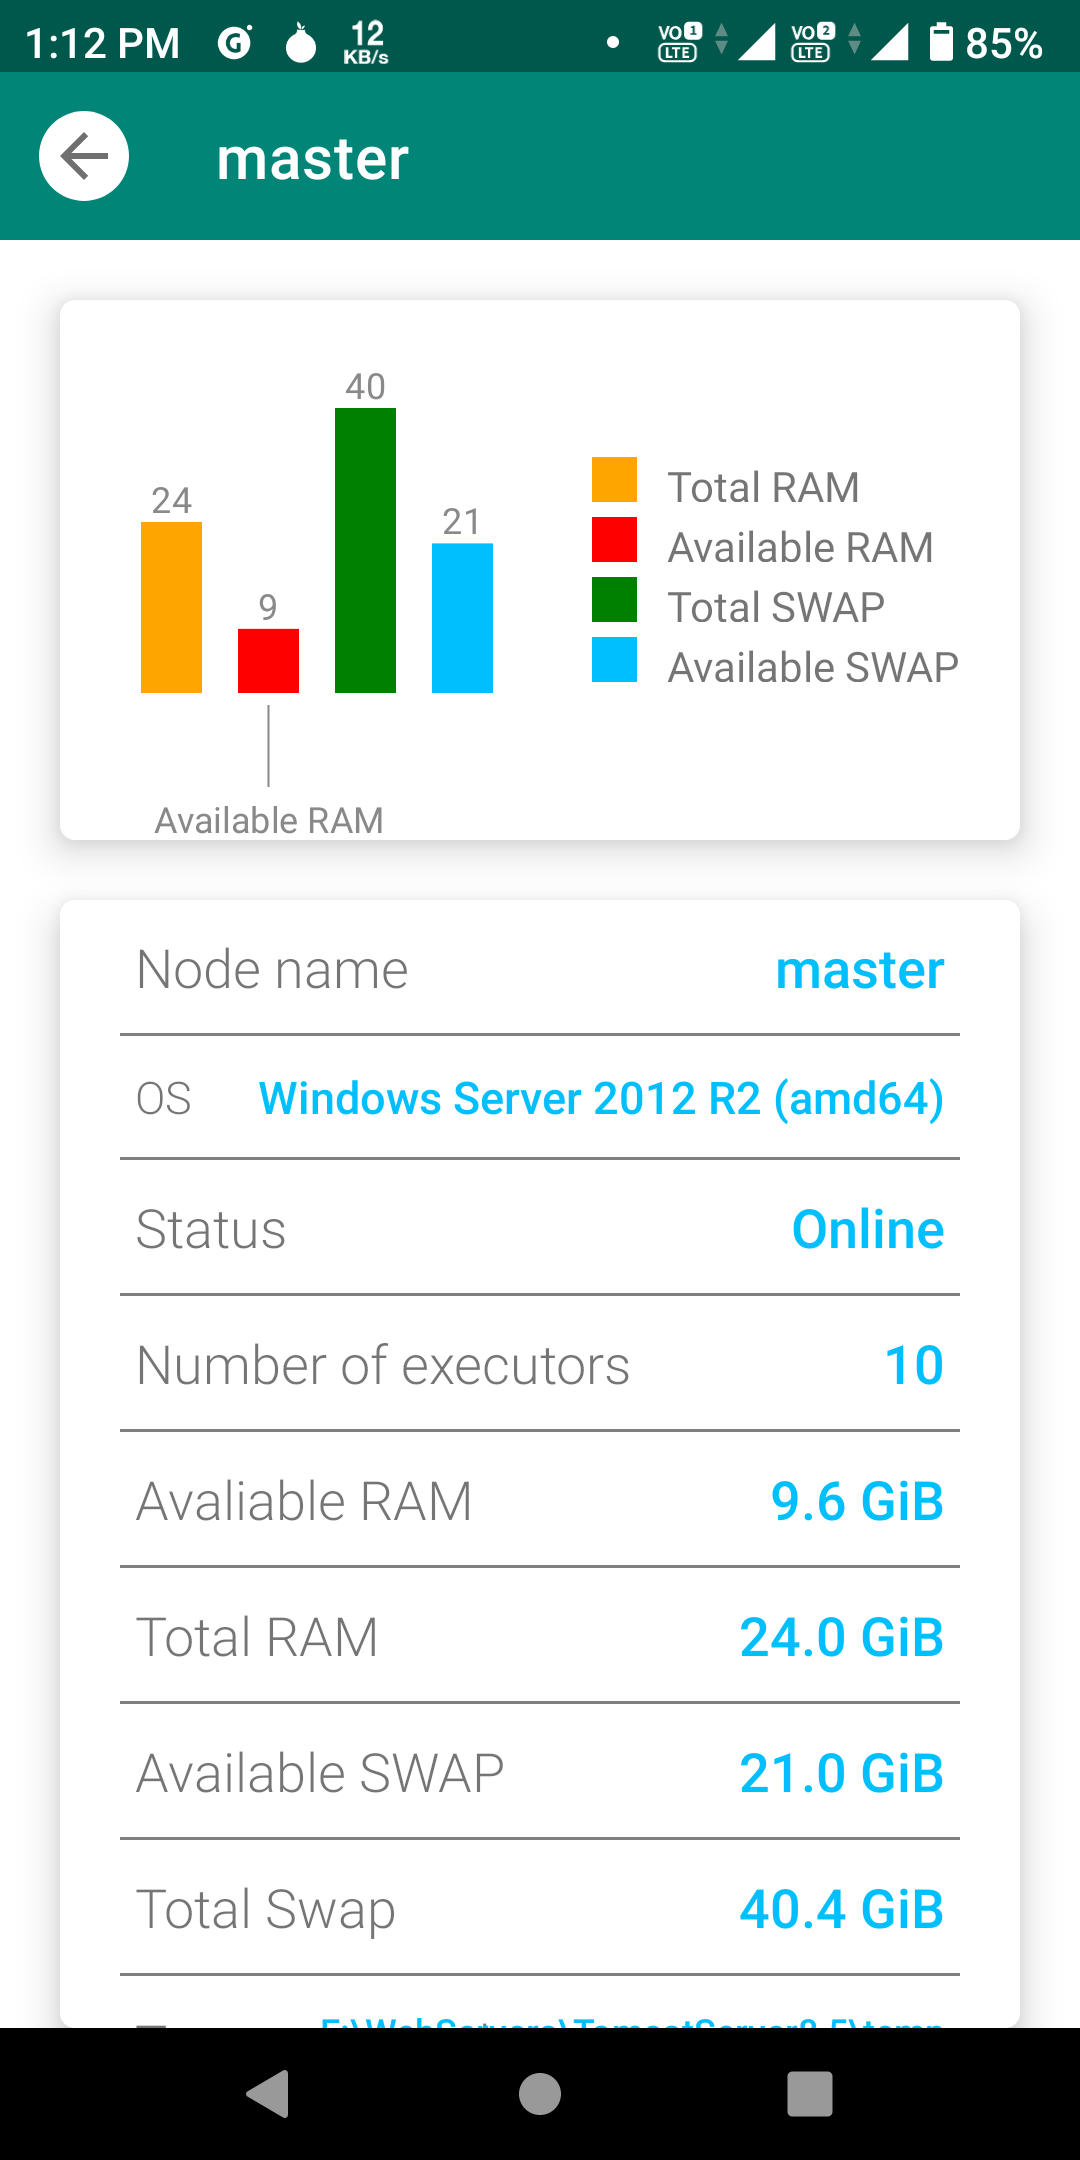 1:12 PM G 12 KB/s VO 1 LTE VO 2 LTE 85%
master
40
24
21
9
Total RAM
Available RAM
Total SWAP
Available SWAP
Available RAM
Node name master
OS Windows Server 2012 R2 (amd64)
Status Online
Number of executors 10
Avaliable RAM 9.6 GiB
Total RAM 24.0 GiB
Available SWAP 21.0 GiB
Total Swap 40.4 GiB